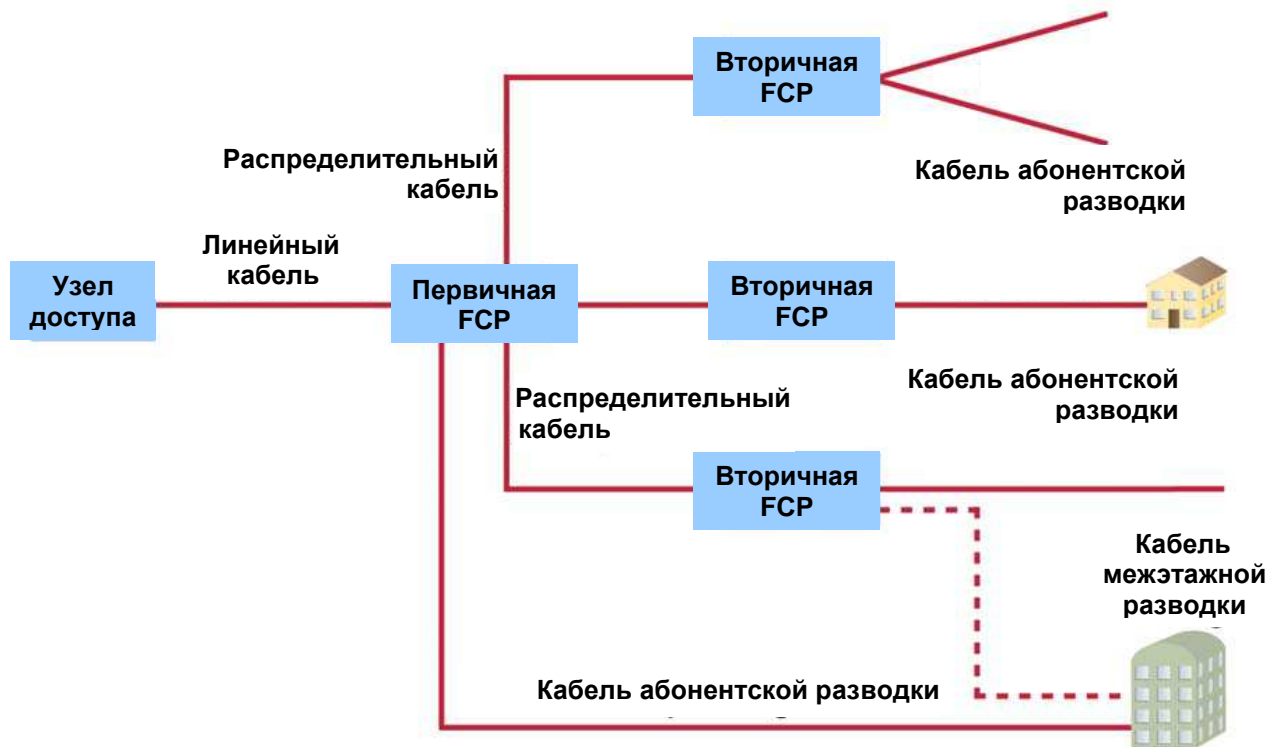 Вторичная
FCP
Распределительный
кабель
Кабель абонентской
разводки
Линейный
кабель
Узел
доступа
Первичная
FCP
Вторичная
FCP
Распределительный
кабель
Кабель абонентской
разводки
Вторичная
FCP
Кабель
межэтажной
разводки
Кабель абонентской разводки